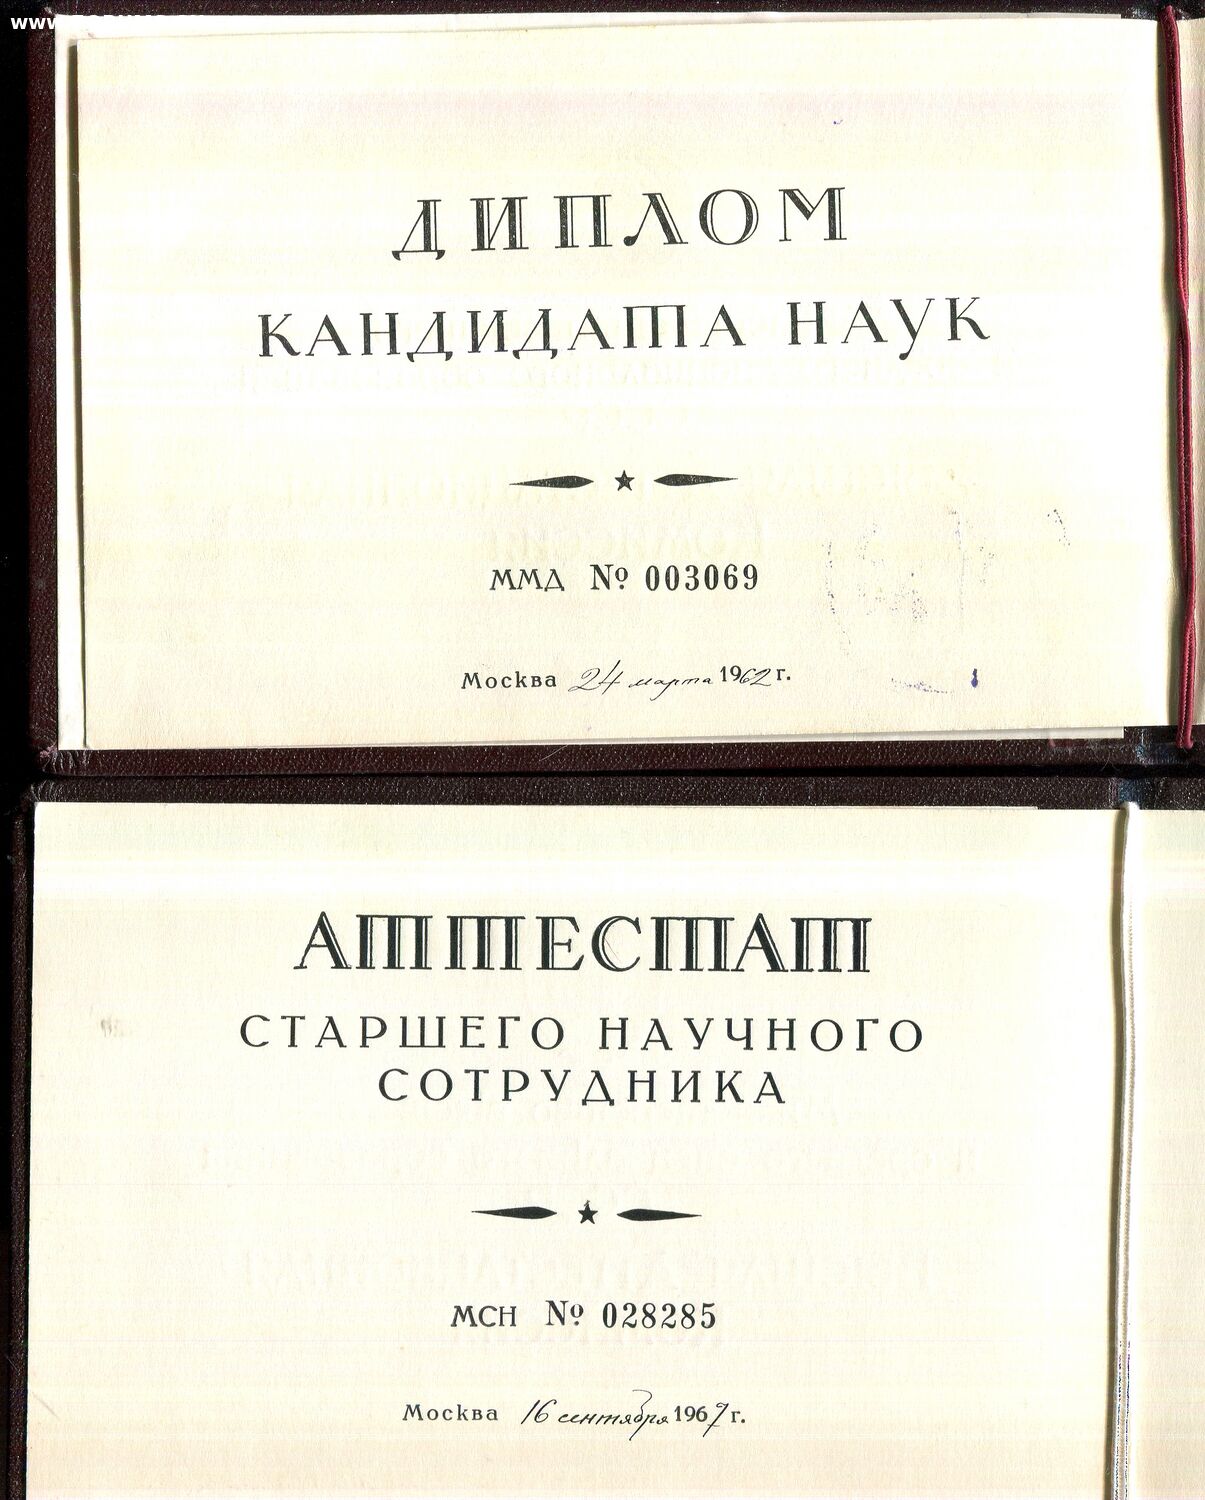 ДИПЛОМ
КАНДИДАТА НАУК
ММД № 003069
Москва 24 марта 1962 г.
АТТЕСТАТ
СТАРШЕГО НАУЧНОГО
СОТРУДНИКА
МСН № 028285
Москва 16 сентября 1967 г.